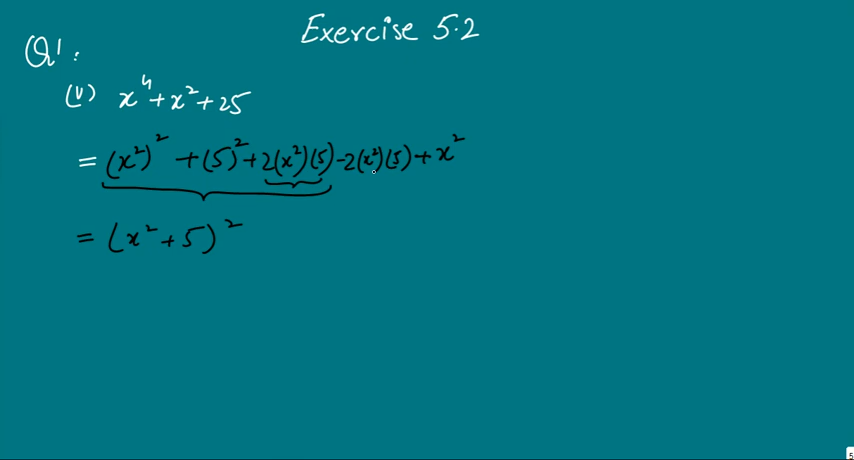 Exercise 5.2
Q1:
(v) x⁴+x²+25
= (x²)²+(5)²+2(x²)(5)-2(x²)(5)+x²
= (x²+5)²
5